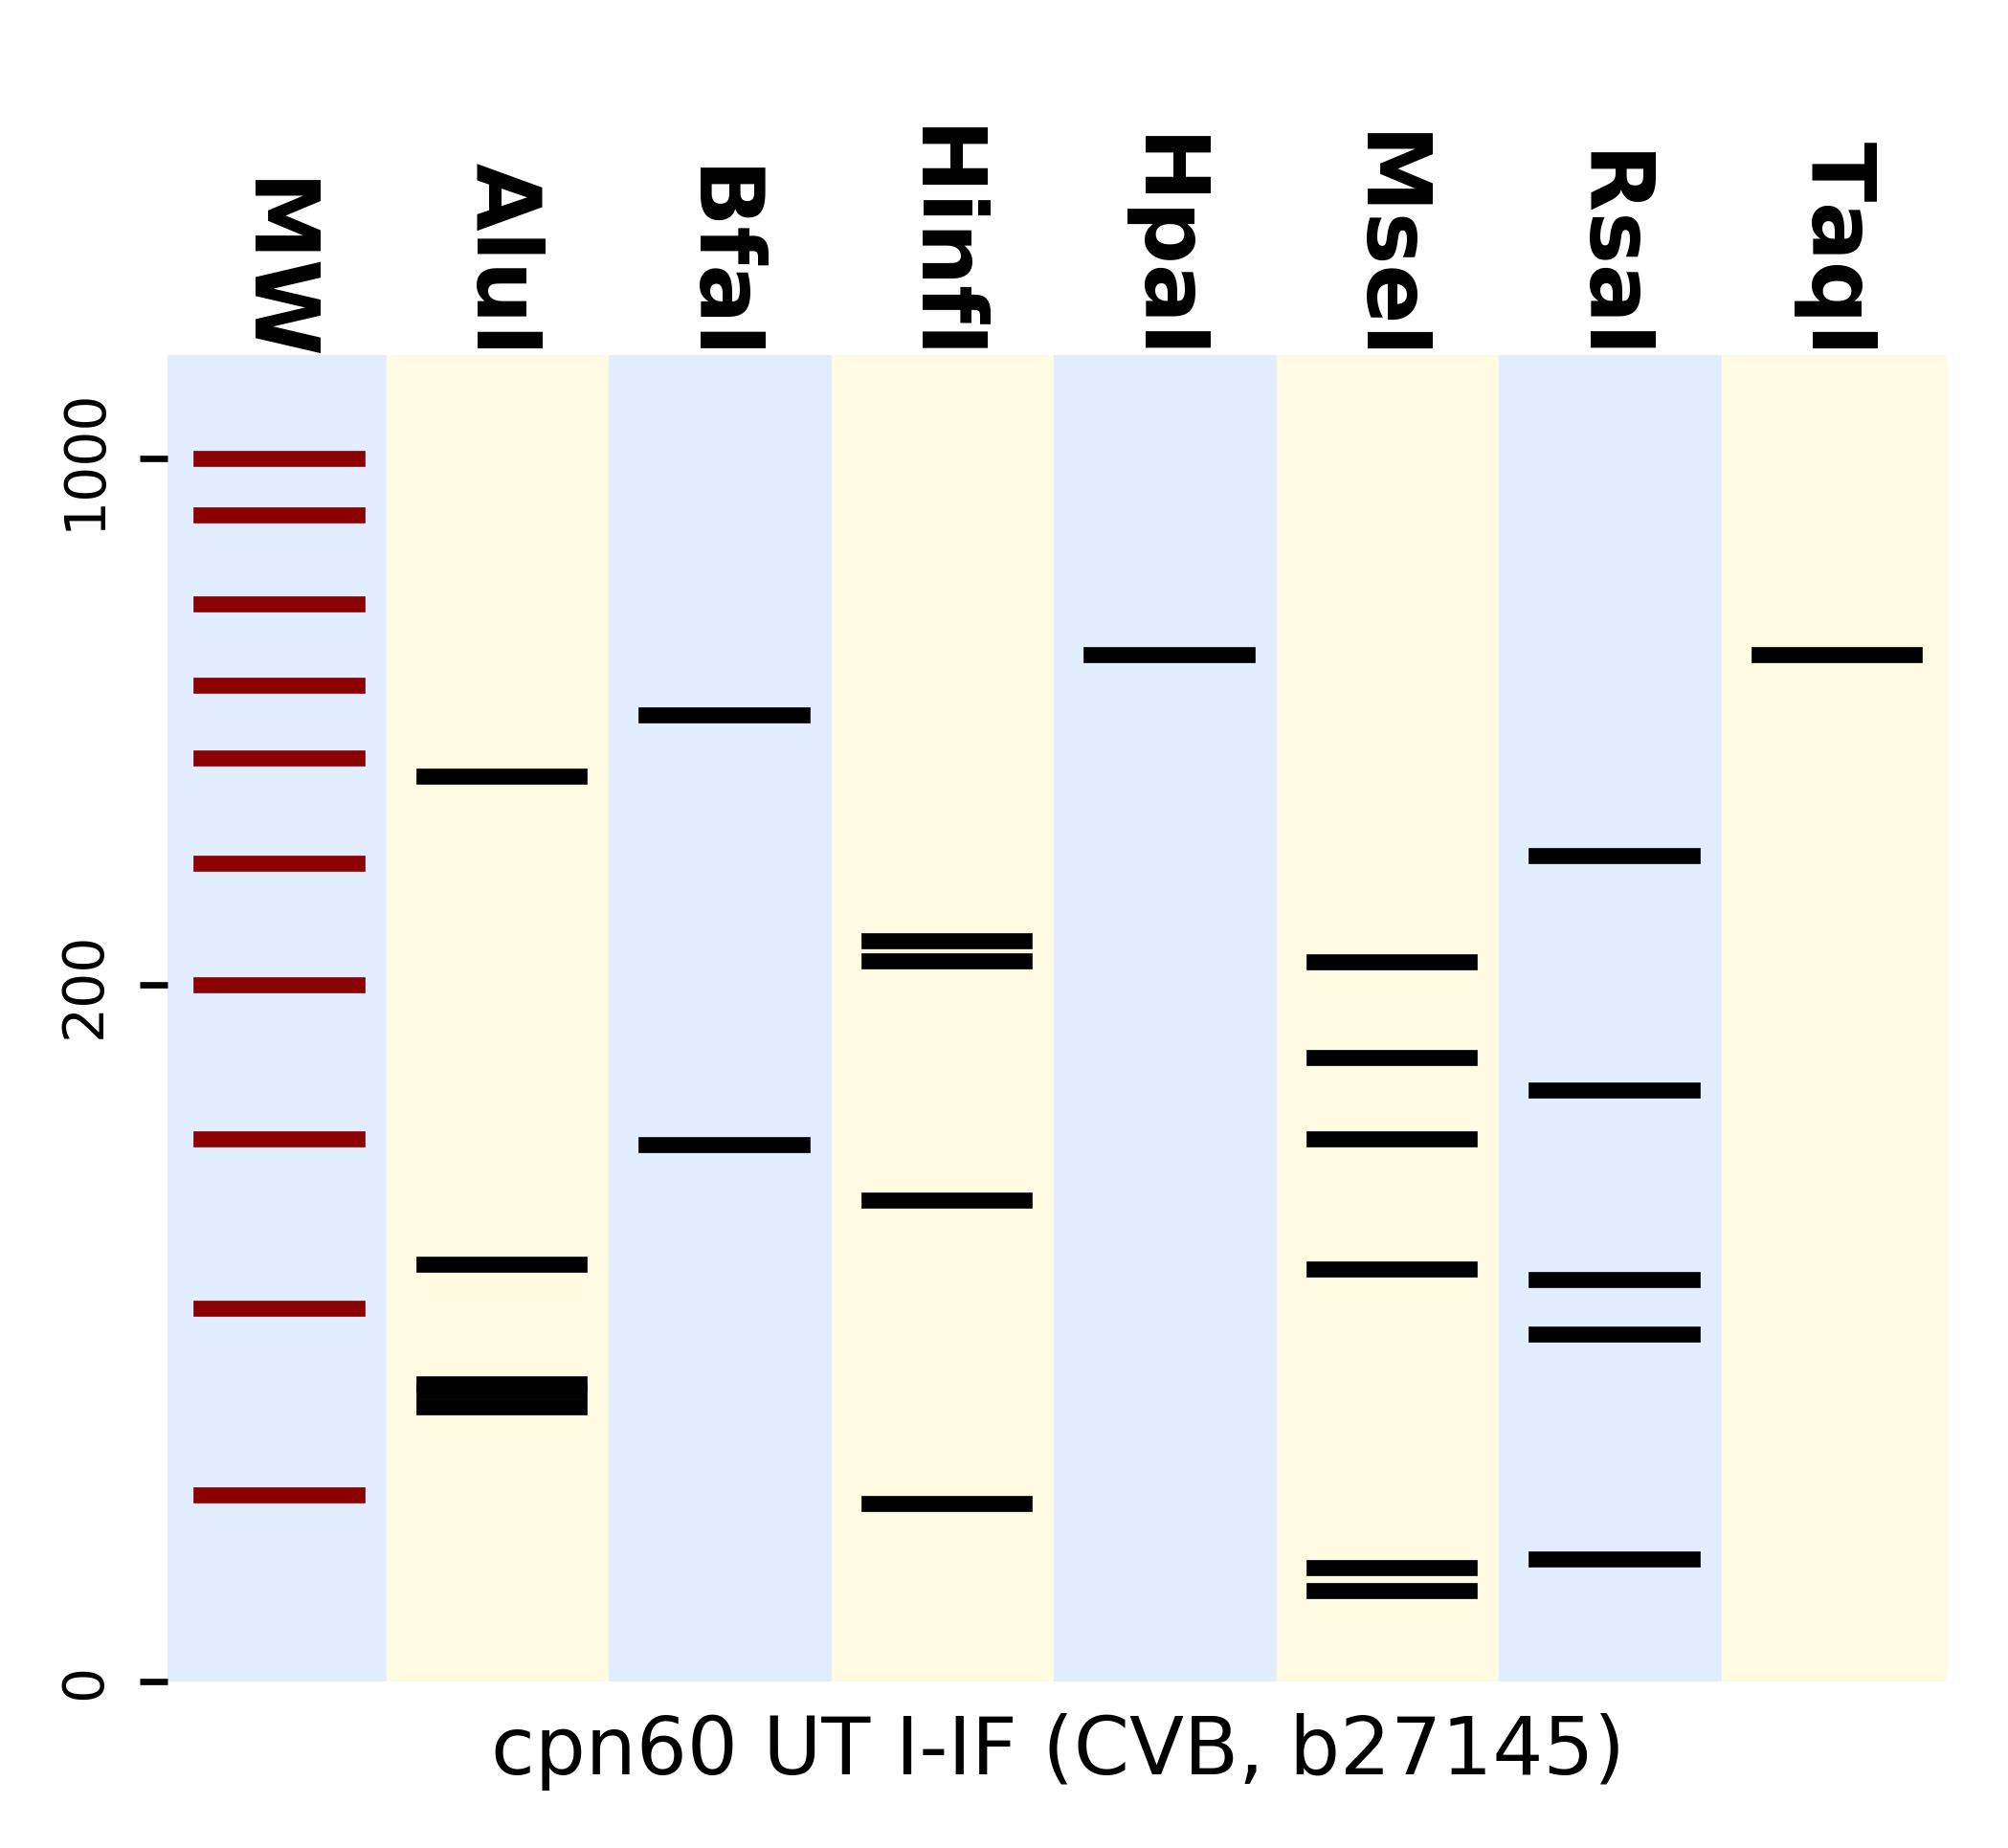 MW
AluI
BfaI
HinfI
HpaI
MseI
RsaI
TaqI
1000
200
0
cpn60 UT I-IF (CVB, b27145)